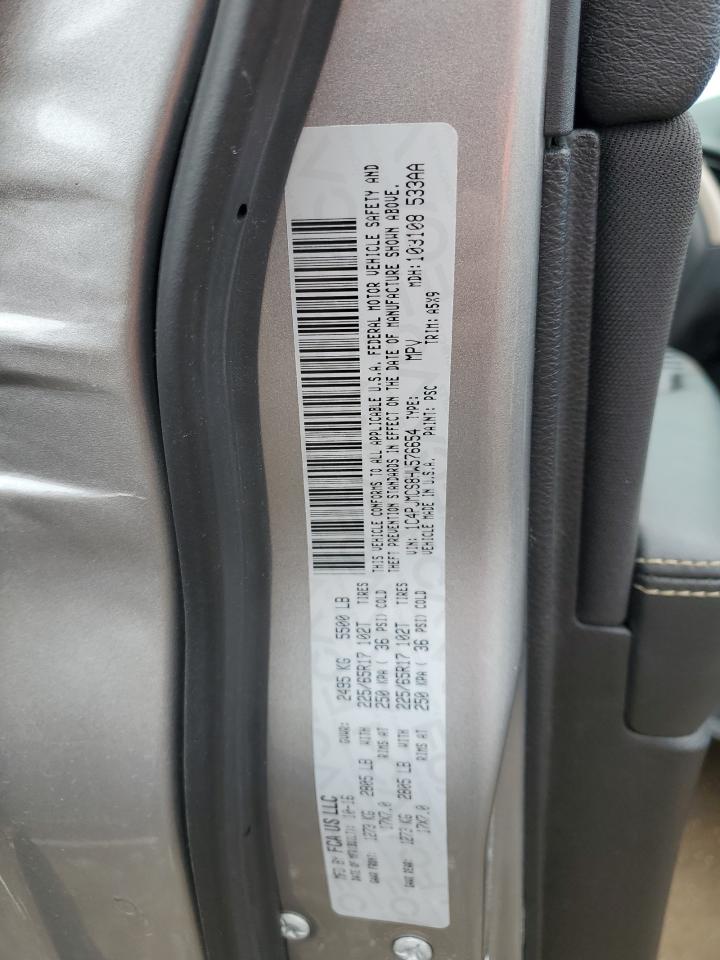 MFD BY FCA US LLC
DATE OF MFR(BUILT): 10-16 GVWR: 2495 KG 5500 LB
GAWR FRONT: 1273 KG 2805 LB WITH 225/65R17 102T TIRES
17X7.0 RIMS AT 250 KPA ( 36 PSI) COLD
GAWR REAR: 1273 KG 2805 LB WITH 225/65R17 102T TIRES
17X7.0 RIMS AT 250 KPA ( 36 PSI) COLD
THIS VEHICLE CONFORMS TO ALL APPLICABLE U.S.A. FEDERAL MOTOR VEHICLE SAFETY AND
THEFT PREVENTION STANDARDS IN EFFECT ON THE DATE OF MANUFACTURE SHOWN ABOVE.
VIN: 1C4PJMCS8HW576654 TYPE: MPV MDH: 103108 533AA
VEHICLE MADE IN U.S.A. PAINT: PSC TRIM: A5X9